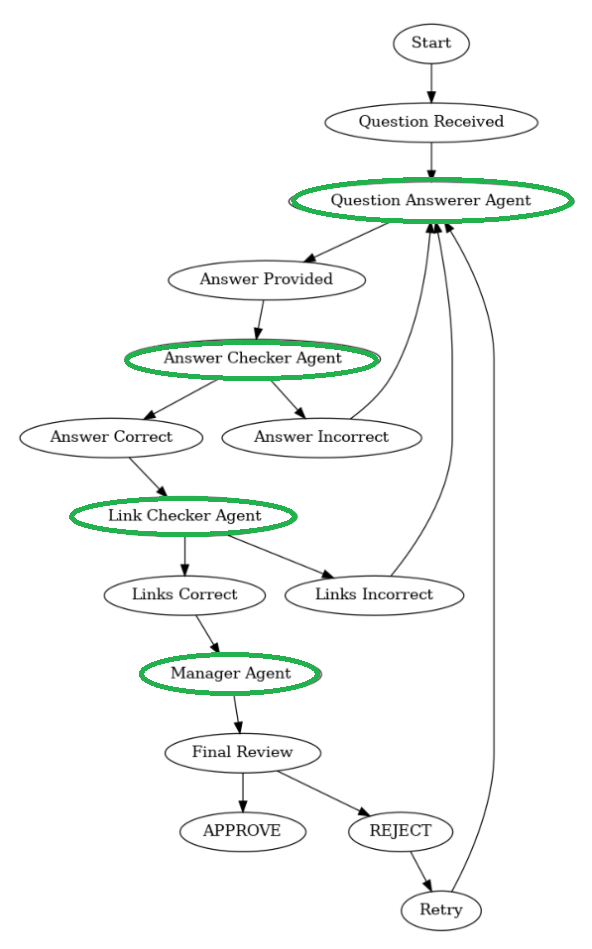 Start
Question Received
Question Answerer Agent
Answer Provided
Answer Checker Agent
Answer Correct
Answer Incorrect
Link Checker Agent
Links Correct
Links Incorrect
Manager Agent
Final Review
APPROVE
REJECT
Retry